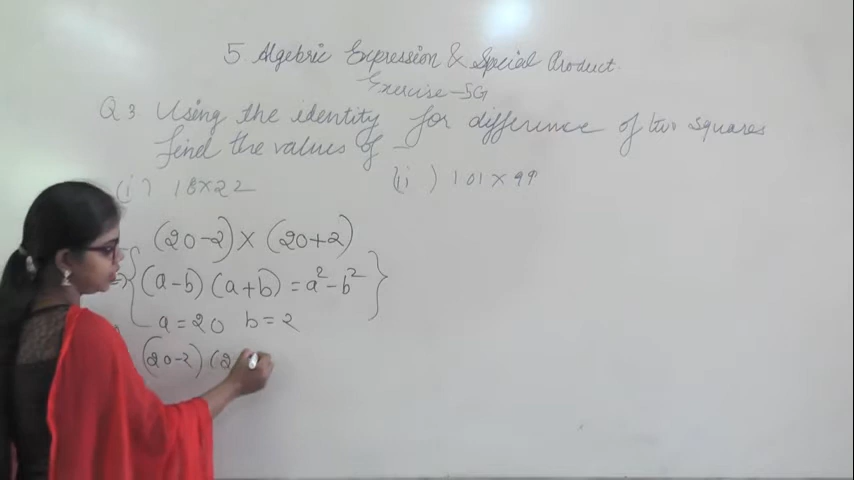 5 Algebric Expression & Special Product.
Exercise-5G
Q 3 Using the identity for difference of two squares
find the values of -
(i) 18×22 (ii) 101×99
(20-2)×(20+2)
{(a-b)(a+b)=a²-b²}
a=20 b=2
(20-2)(2